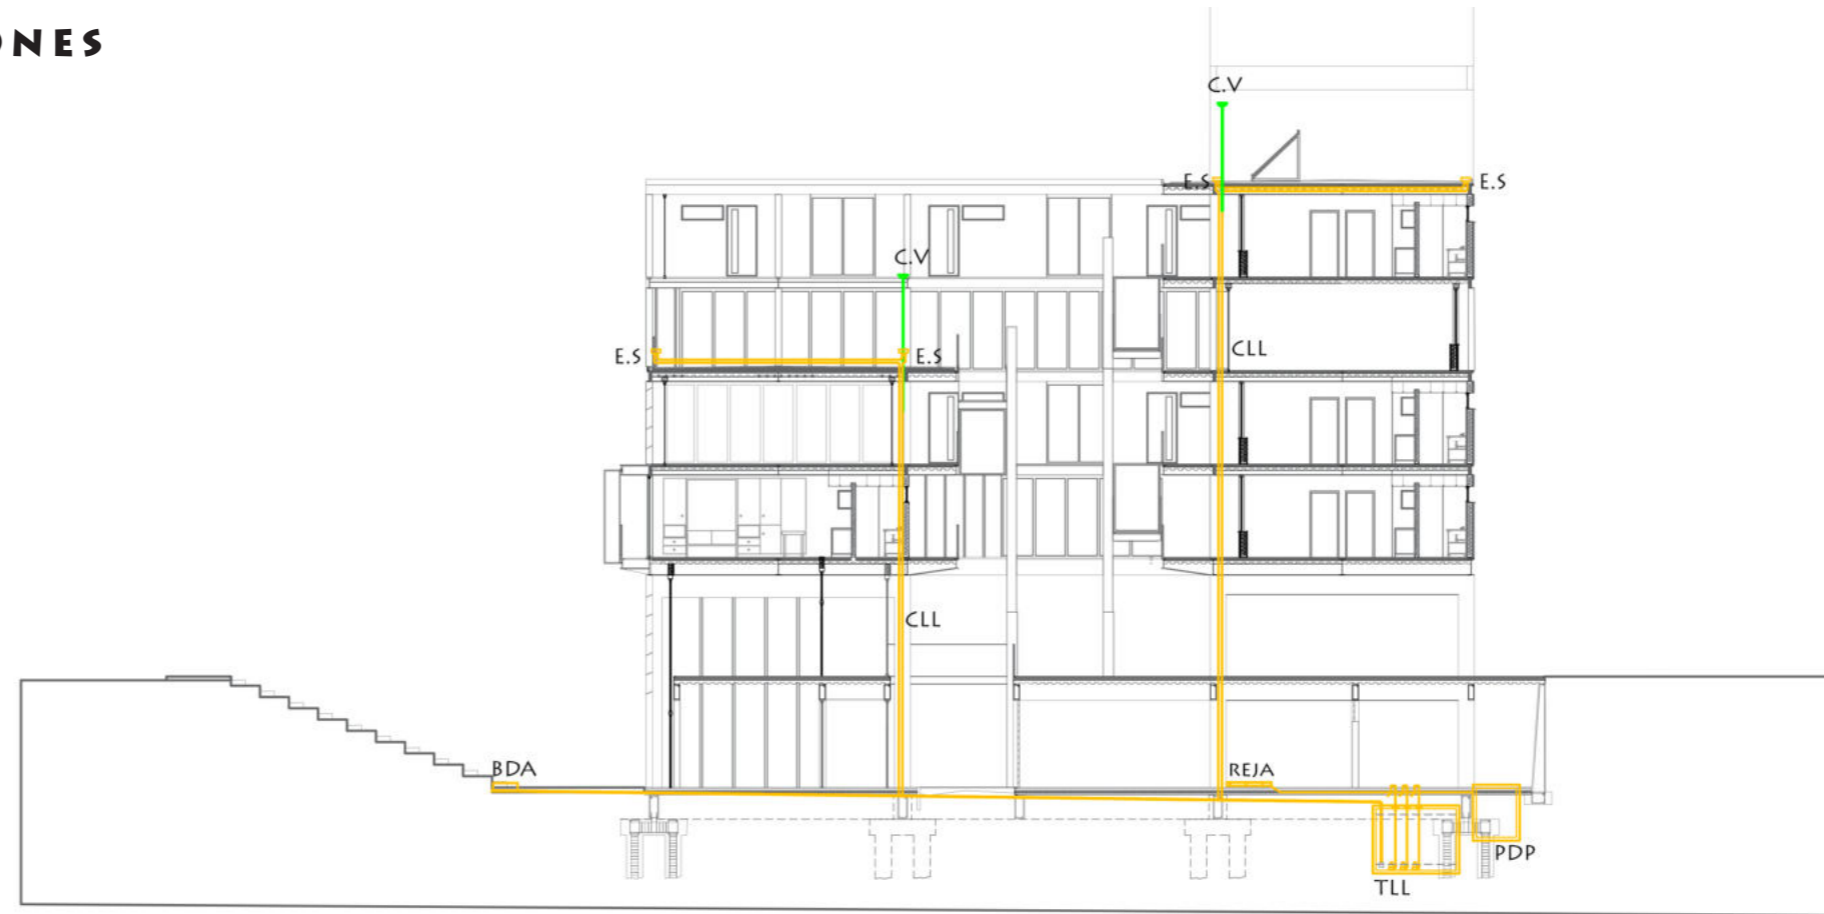 ONES
C.V
E.S E.S
C.V
E.S E.S
CLL
CLL
BDA REJA
PDP
TLL